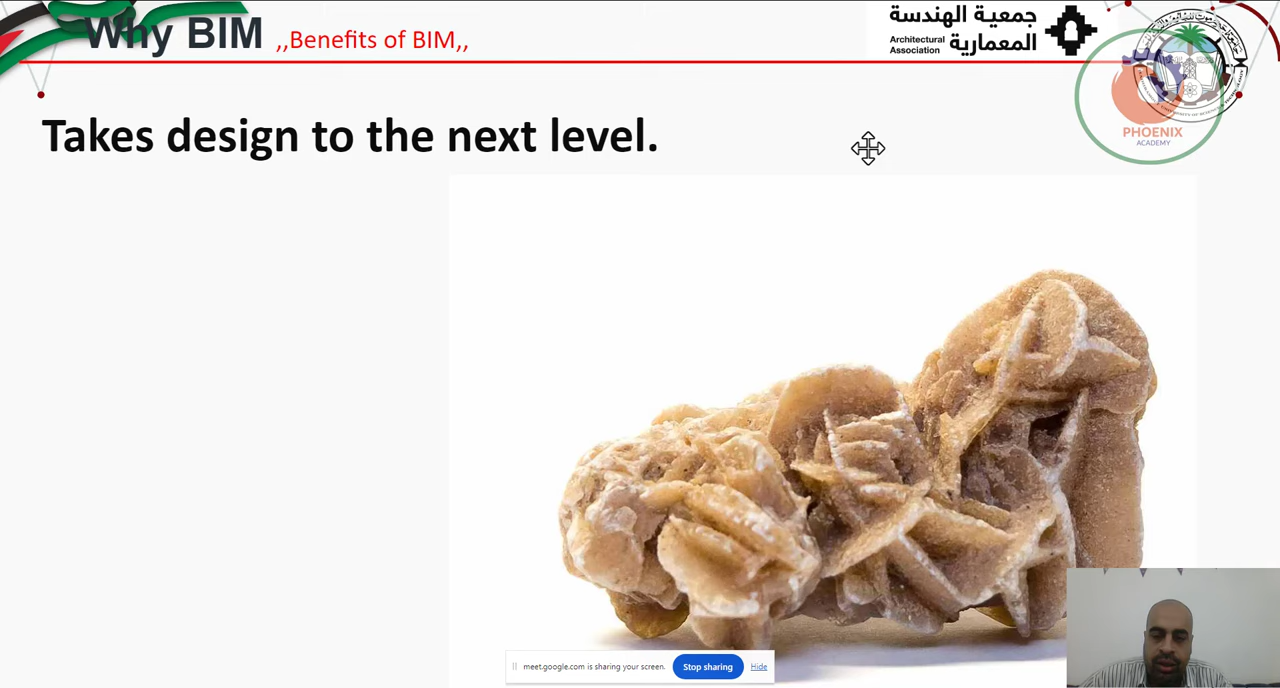 Why BIM ,,Benefits of BIM,,
جمعية الهندسة
المعمارية
Architectural
Association
PHOENIX
ACADEMY
Takes design to the next level.
meet.google.com is sharing your screen.
Stop sharing
Hide